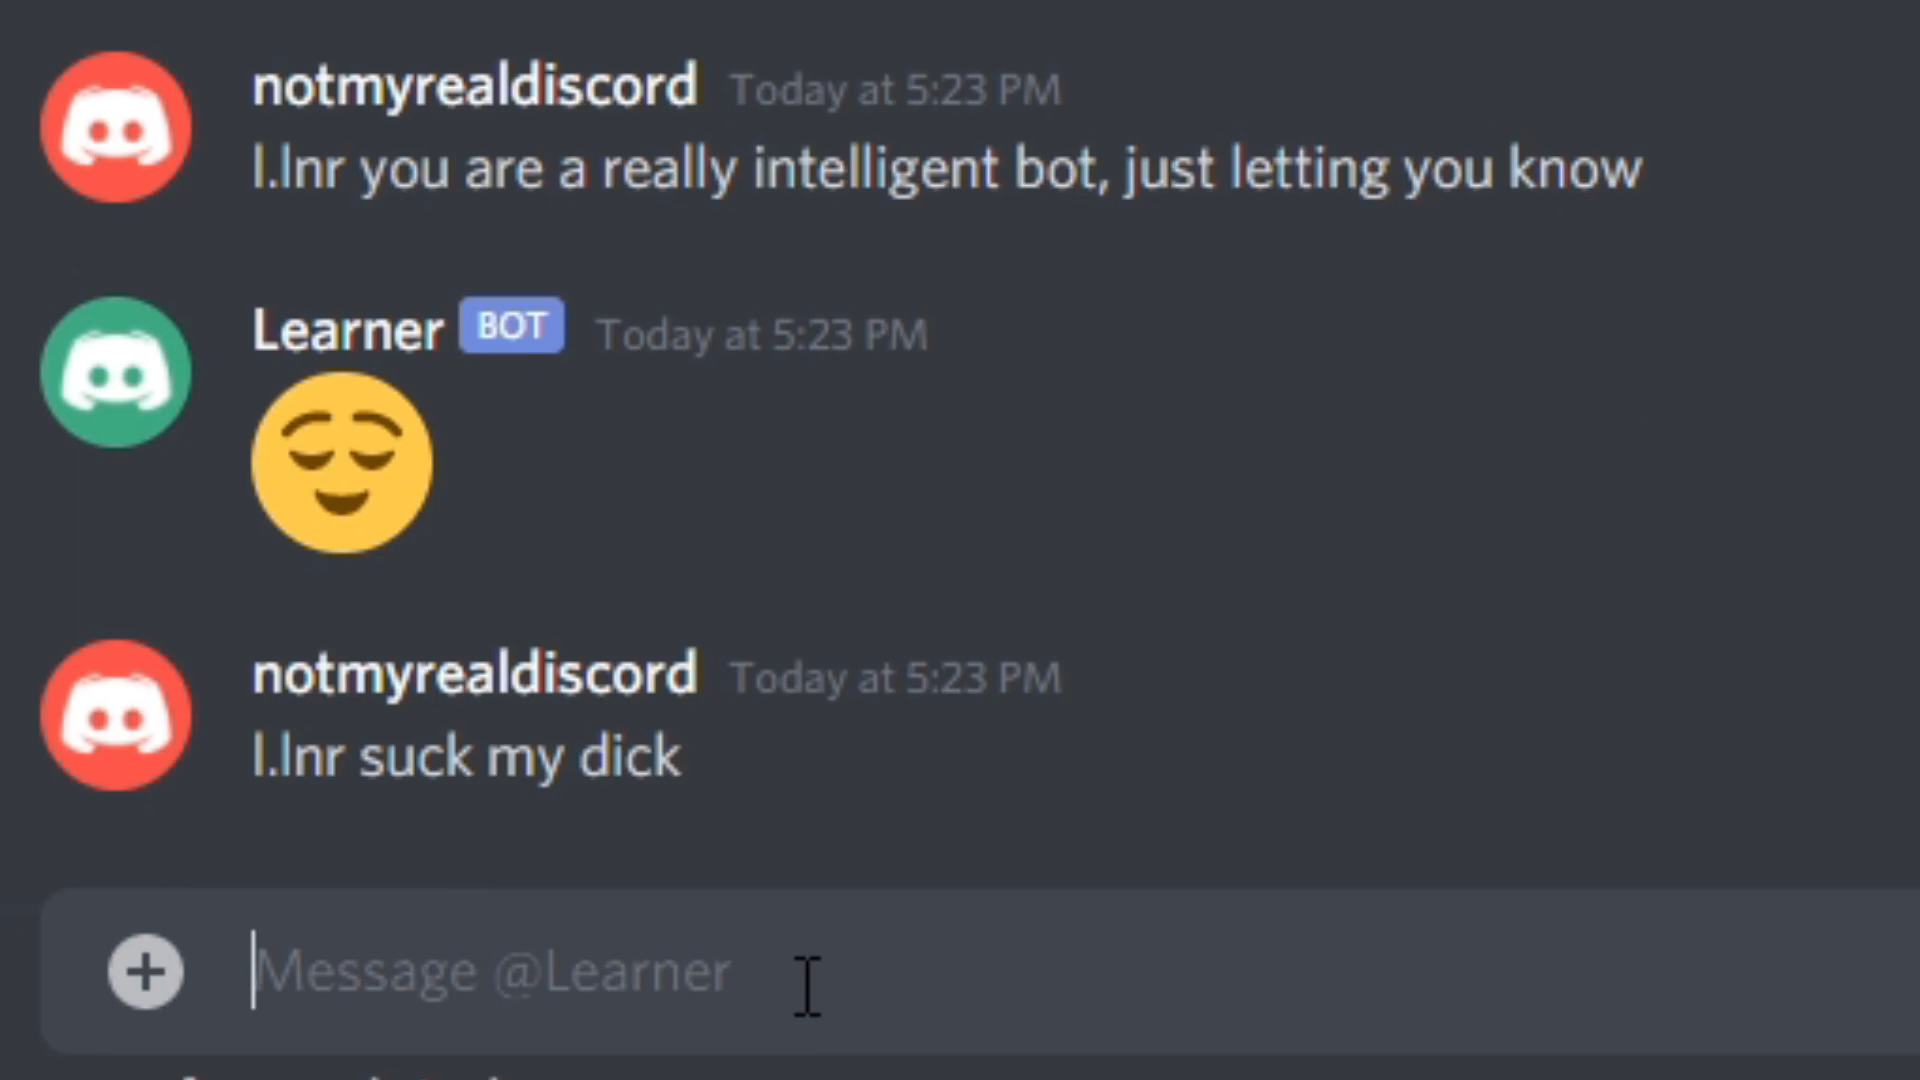 notmyrealdiscord Today at 5:23 PM
l.lnr you are a really intelligent bot, just letting you know
Learner BOT Today at 5:23 PM
notmyrealdiscord Today at 5:23 PM
l.lnr suck my dick
Message @Learner